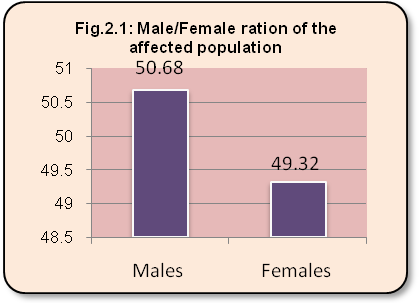 Fig.2.1: Male/Female ration of the
affected population
51
50.5
50
49.5
49
48.5
50.68
49.32
Males
Females